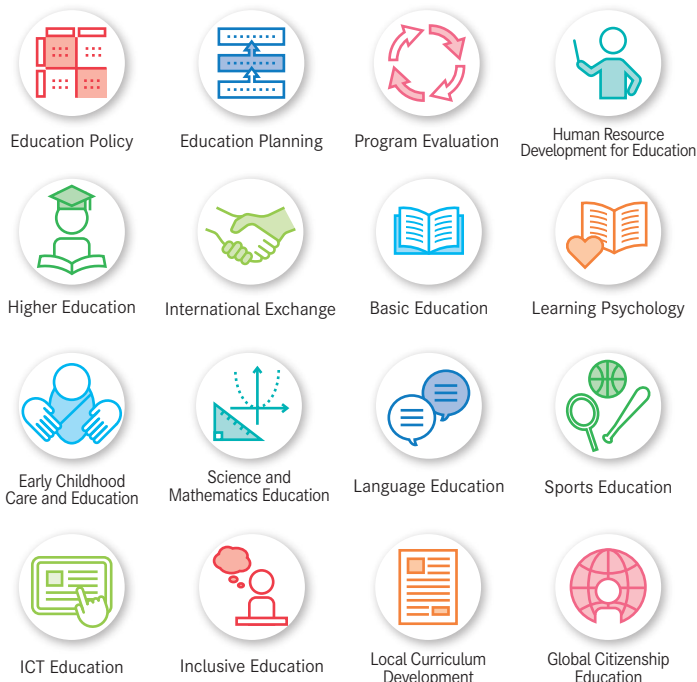 Education Policy
Education Planning
Program Evaluation
Human Resource
Development for Education
Higher Education
International Exchange
Basic Education
Learning Psychology
Early Childhood
Care and Education
Science and
Mathematics Education
Language Education
Sports Education
ICT Education
Inclusive Education
Local Curriculum
Development
Global Citizenship
Education